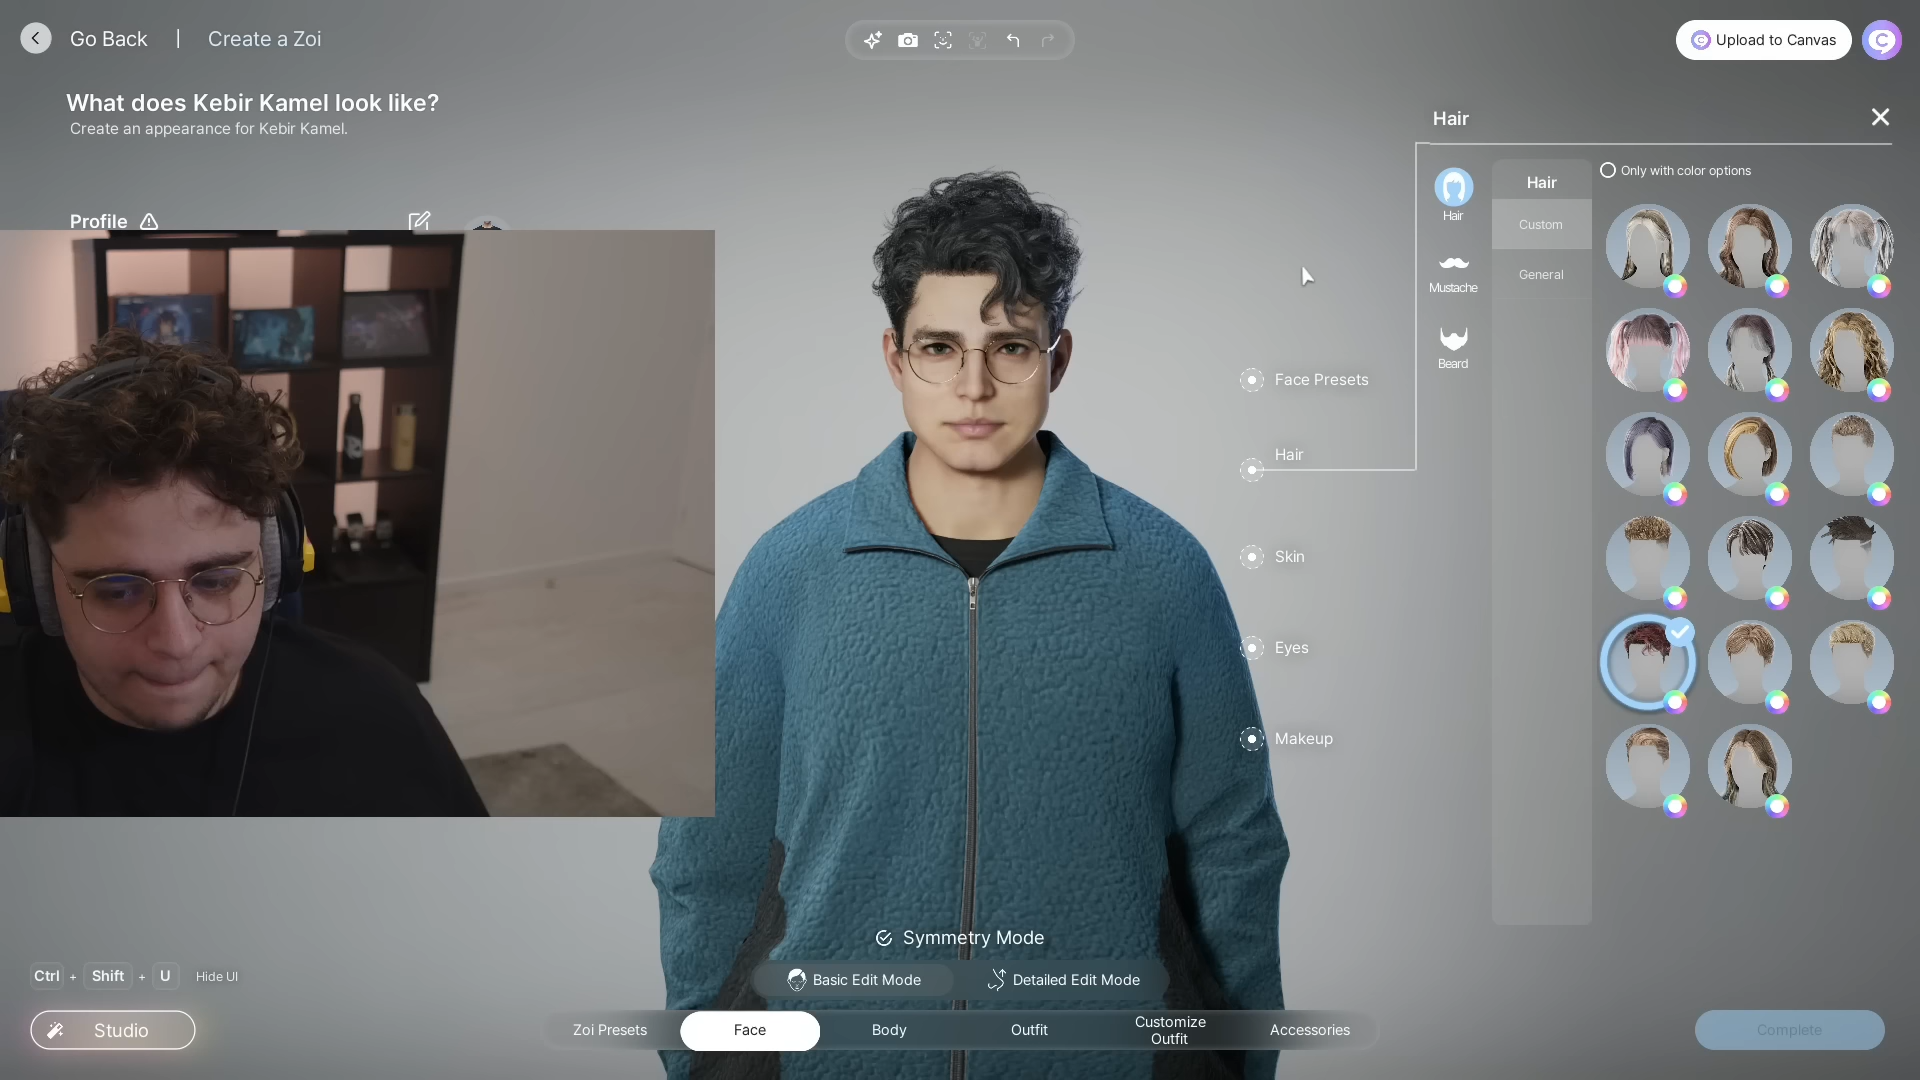 Go Back | Create a Zoi
Upload to Canvas
What does Kebir Kamel look like?
Create an appearance for Kebir Kamel.
Profile
Hair
Hair
Mustache
Beard
Hair
Custom
General
Only with color options
Face Presets
Hair
Skin
Eyes
Makeup
Symmetry Mode
Basic Edit Mode
Detailed Edit Mode
Ctrl + Shift + U Hide UI
Studio
Zoi Presets
Face
Body
Outfit
Customize
Outfit
Accessories
Complete